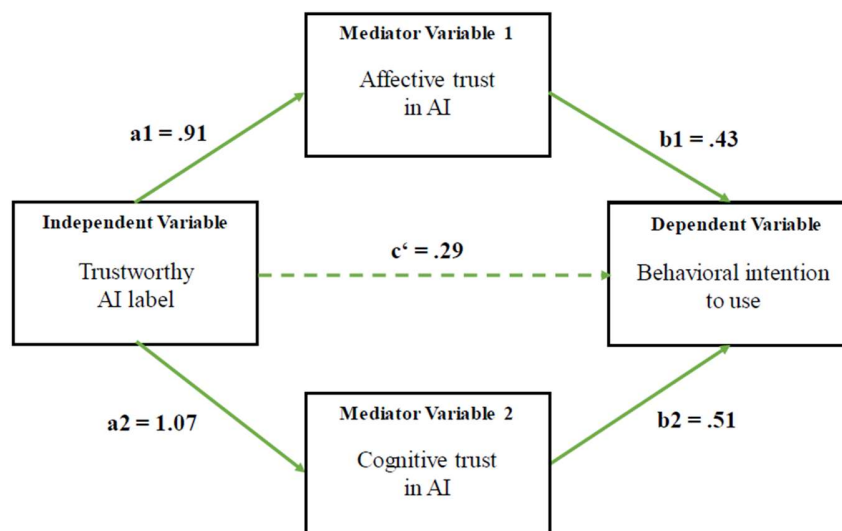 Mediator Variable 1
Affective trust
in AI
a1 = .91
b1 = .43
Independent Variable
Trustworthy
AI label
c‘ = .29
Dependent Variable
Behavioral intention
to use
a2 = 1.07
b2 = .51
Mediator Variable 2
Cognitive trust
in AI